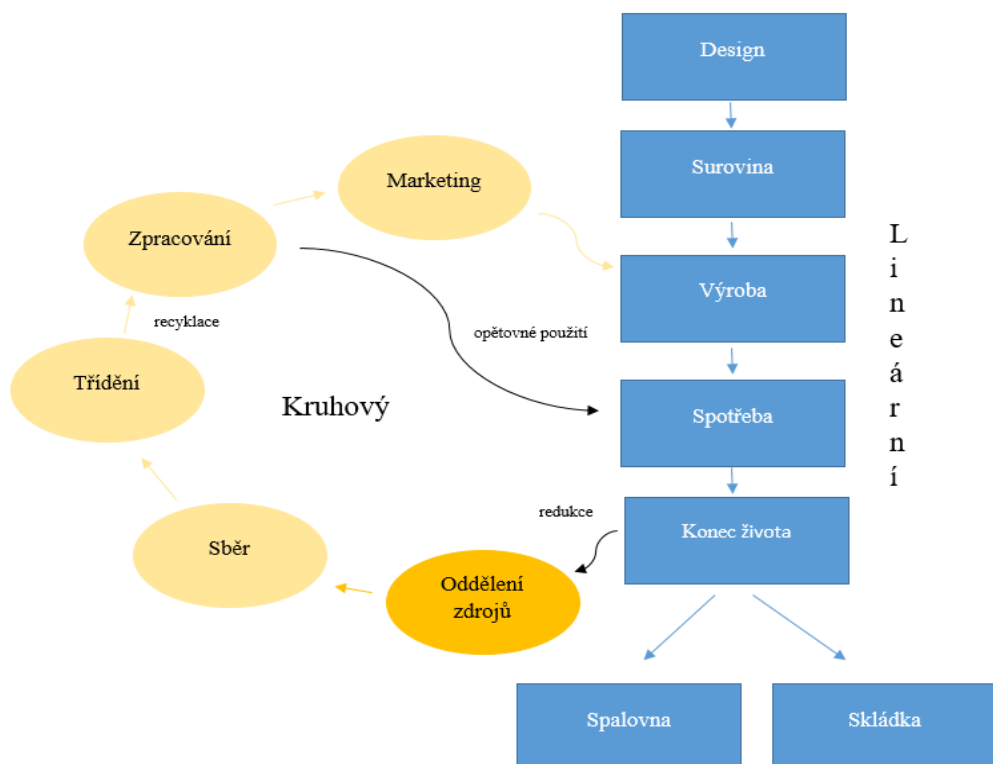 Design
Surovina
Marketing
Zpracování
Výroba
recyklace
opětovné použití
Třídění
Kruhový
Spotřeba
Lineární
redukce
Konec života
Sběr
Oddělení
zdrojů
Spalovna
Skládka